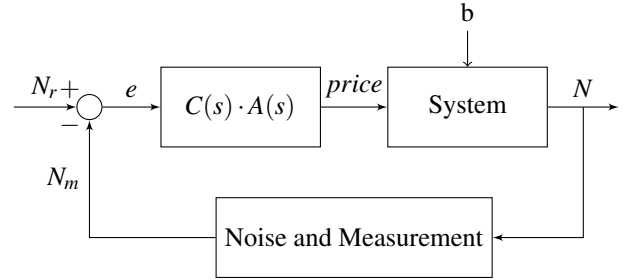 b
N_r +
−
e
C(s) · A(s)
price
System
N
N_m
Noise and Measurement